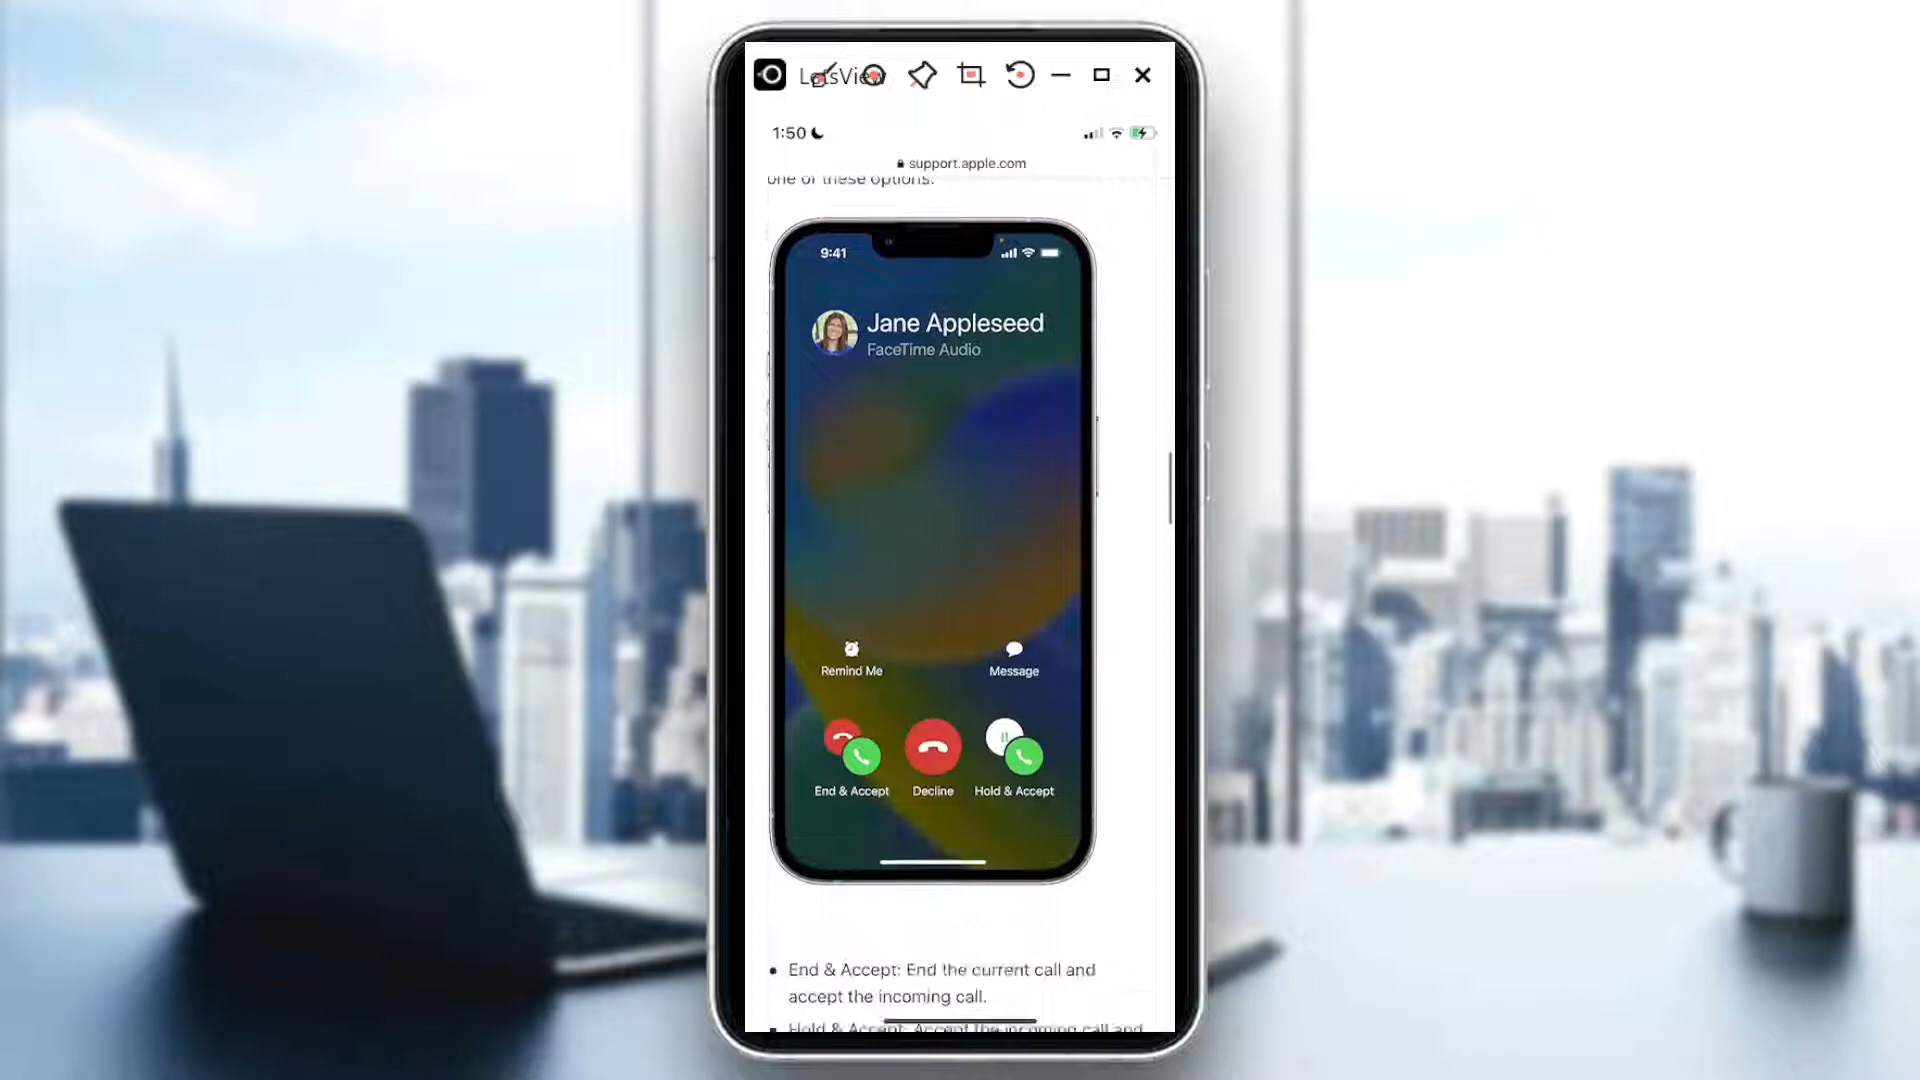 LetsView
1:50
support.apple.com
one of these options:
9:41
Jane Appleseed
FaceTime Audio
Remind Me
Message
End & Accept
Decline
Hold & Accept
• End & Accept: End the current call and
accept the incoming call.
• Hold & Accept: Accept the incoming call and